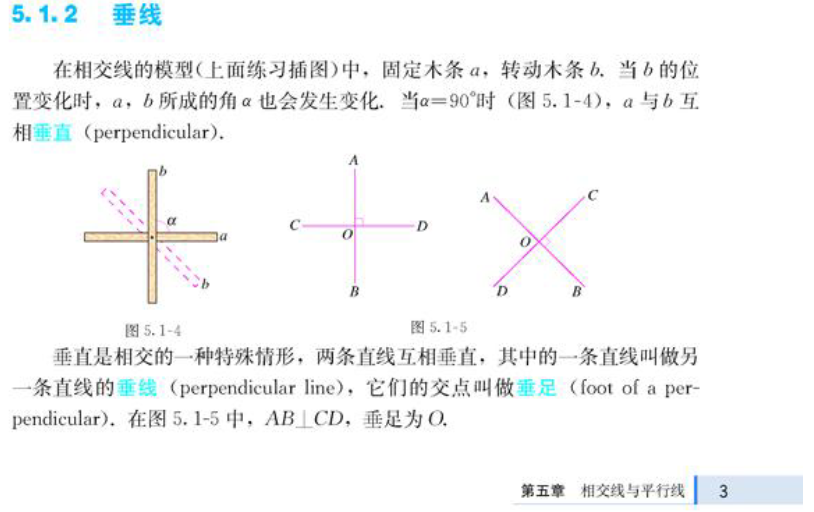 5.1.2 垂线
在相交线的模型(上面练习插图)中，固定木条 a，转动木条 b. 当 b 的位
置变化时，a，b 所成的角 α 也会发生变化. 当α=90°时（图 5.1-4），a 与 b 互
相垂直（perpendicular）.
b
α
a
b
A
C
O
D
B
A
C
O
D
B
图 5.1-4
图 5.1-5
垂直是相交的一种特殊情形，两条直线互相垂直，其中的一条直线叫做另
一条直线的垂线（perpendicular line），它们的交点叫做垂足（foot of a per-
pendicular）. 在图 5.1-5 中，AB⊥CD，垂足为 O.
第五章 相交线与平行线 3